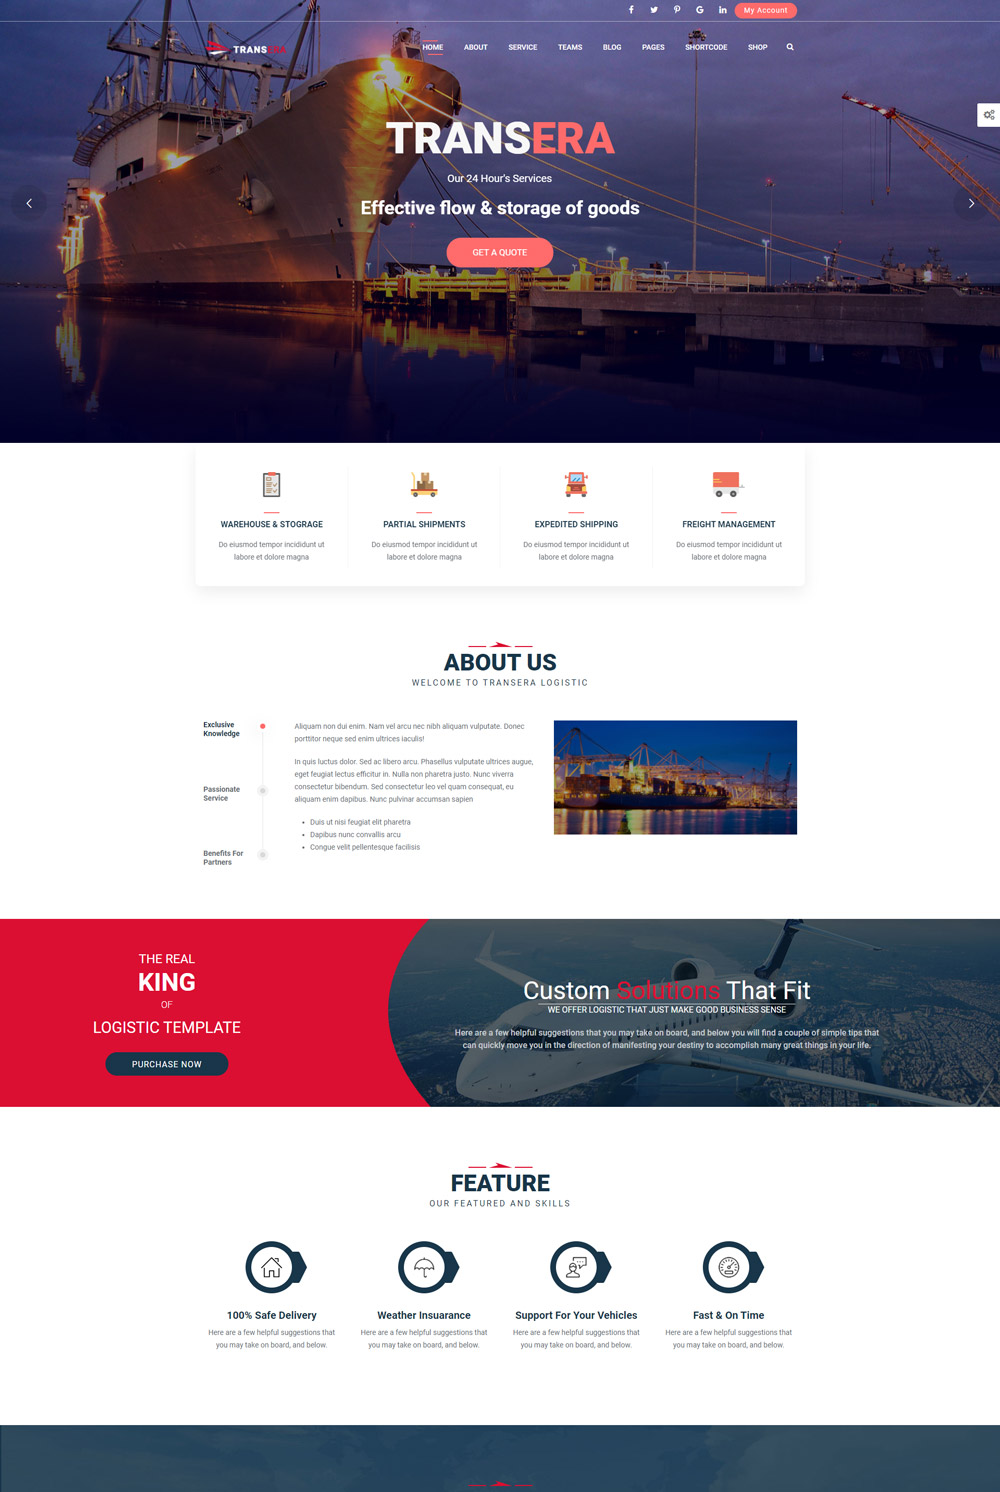 My Account
TRANSERA
HOME ABOUT SERVICE TEAMS BLOG PAGES SHORTCODE SHOP
TRANSERA
Our 24 Hour's Services
Effective flow & storage of goods
GET A QUOTE
WAREHOUSE & STOGRAGE
Do eiusmod tempor incididunt ut
labore et dolore magna
PARTIAL SHIPMENTS
Do eiusmod tempor incididunt ut
labore et dolore magna
EXPEDITED SHIPPING
Do eiusmod tempor incididunt ut
labore et dolore magna
FREIGHT MANAGEMENT
Do eiusmod tempor incididunt ut
labore et dolore magna
ABOUT US
WELCOME TO TRANSERA LOGISTIC
Exclusive
Knowledge
Passionate
Service
Benefits For
Partners
Aliquam non dui enim. Nam vel arcu nec nibh aliquam vulputate. Donec
porttitor neque sed enim ultrices iaculis!
In quis luctus dolor. Sed ac libero arcu. Phasellus vulputate ultrices augue,
eget feugiat lectus efficitur in. Nulla non pharetra justo. Nunc viverra
consectetur bibendum. Sed consectetur leo vel quam consequat, eu
aliquam enim dapibus. Nunc pulvinar accumsan sapien
• Duis ut nisi feugiat elit pharetra
• Dapibus nunc convallis arcu
• Congue velit pellentesque facilisis
THE REAL
KING
OF
LOGISTIC TEMPLATE
PURCHASE NOW
Custom Solutions That Fit
WE OFFER LOGISTIC THAT JUST MAKE GOOD BUSINESS SENSE
Here are a few helpful suggestions that you may take on board, and below you will find a couple of simple tips that
can quickly move you in the direction of manifesting your destiny to accomplish many great things in your life.
FEATURE
OUR FEATURED AND SKILLS
100% Safe Delivery
Here are a few helpful suggestions that
you may take on board, and below.
Weather Insuarance
Here are a few helpful suggestions that
you may take on board, and below.
Support For Your Vehicles
Here are a few helpful suggestions that
you may take on board, and below.
Fast & On Time
Here are a few helpful suggestions that
you may take on board, and below.